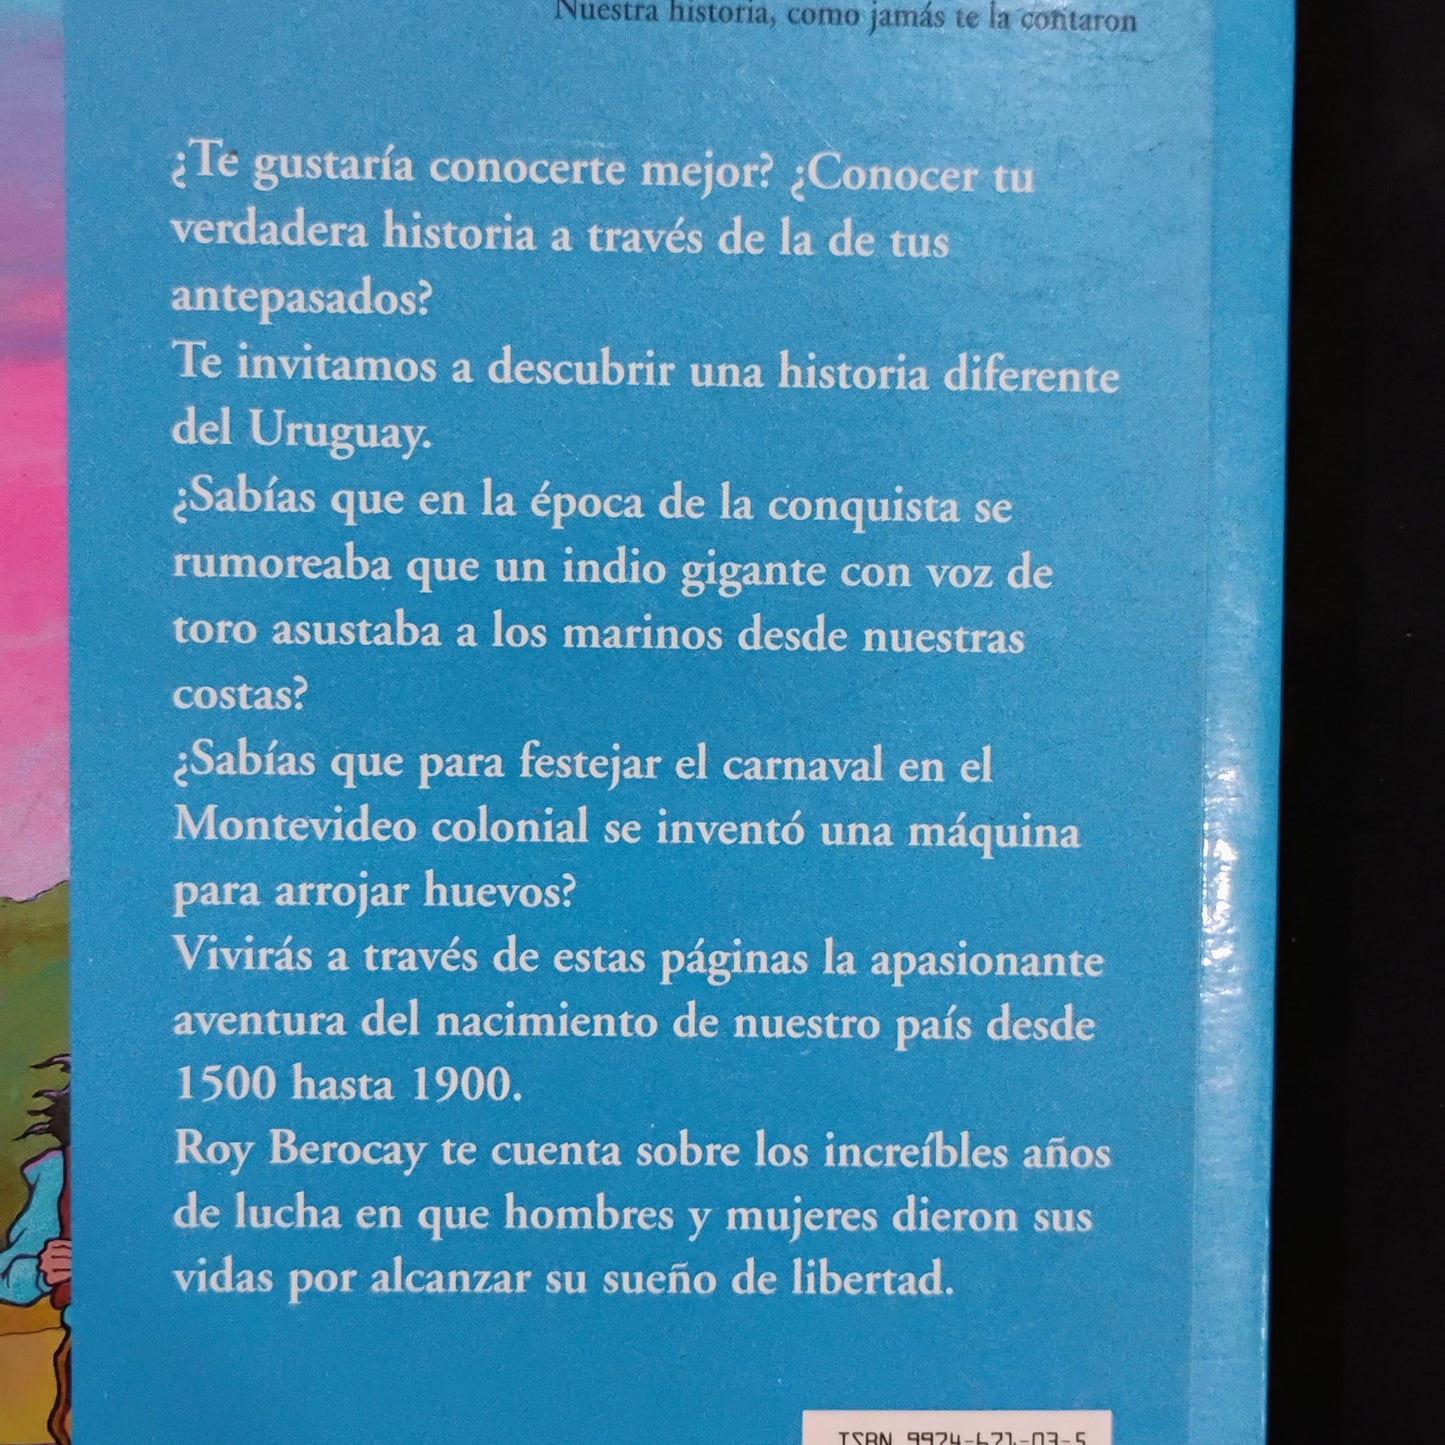 Nuestra historia, como jamás te la contaron
¿Te gustaría conocerte mejor? ¿Conocer tu
verdadera historia a través de la de tus
antepasados?
Te invitamos a descubrir una historia diferente
del Uruguay.
¿Sabías que en la época de la conquista se
rumoreaba que un indio gigante con voz de
toro asustaba a los marinos desde nuestras
costas?
¿Sabías que para festejar el carnaval en el
Montevideo colonial se inventó una máquina
para arrojar huevos?
Vivirás a través de estas páginas la apasionante
aventura del nacimiento de nuestro país desde
1500 hasta 1900.
Roy Berocay te cuenta sobre los increíbles años
de lucha en que hombres y mujeres dieron sus
vidas por alcanzar su sueño de libertad.
ISBN 9974-671-03-5